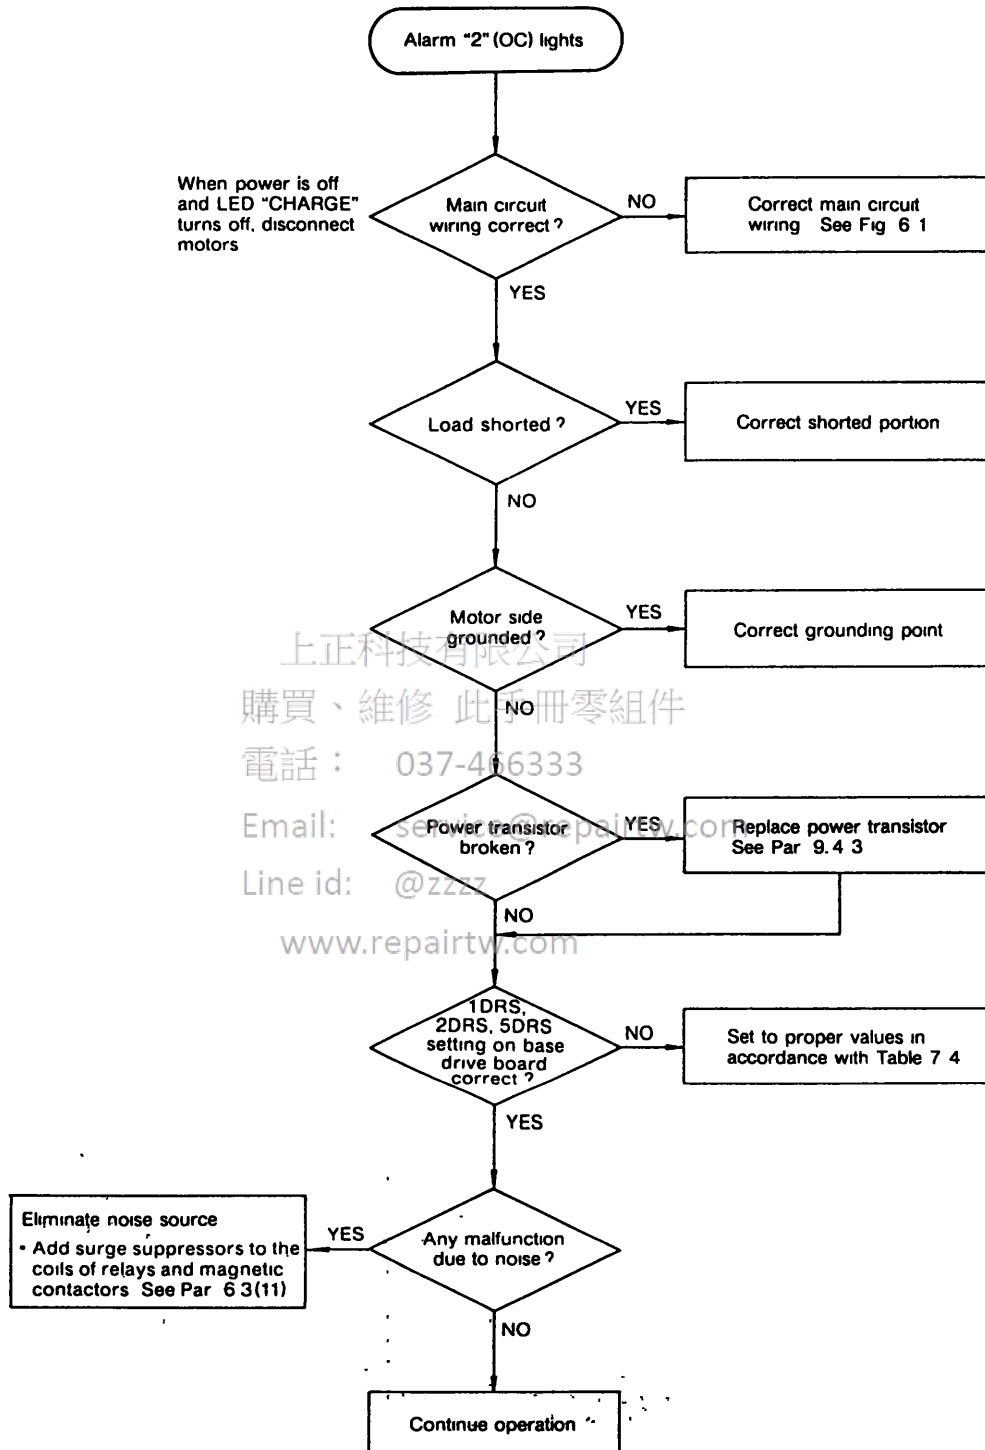 Alarm "2" (OC) lights
When power is off
and LED "CHARGE"
turns off, disconnect
motors
Main circuit
wiring correct?
NO
Correct main circuit
wiring See Fig 6 1
YES
Load shorted?
YES
Correct shorted portion
NO
Motor side
grounded?
YES
Correct grounding point
上正科技有限公司
購買、維修 此手冊零組件
NO
電話: 037-466333
Email: service@repairtw.com
Power transistor
broken?
YES
Replace power transistor
See Par 9.4 3
Line id: @zzzz
NO
www.repairtw.com
1DRS,
2DRS, 5DRS
setting on base
drive board
correct?
NO
Set to proper values in
accordance with Table 7 4
YES
Eliminate noise source
• Add surge suppressors to the
coils of relays and magnetic
contactors See Par 6 3(11)
YES
Any malfunction
due to noise?
NO
Continue operation